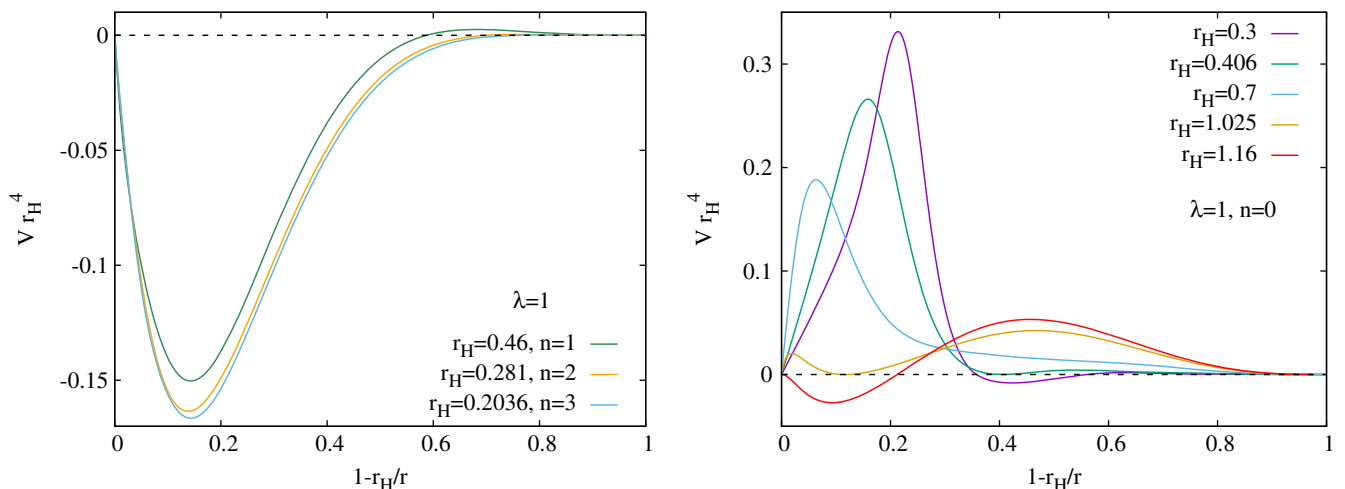 0
-0.05
-0.1
-0.15
V r_H^4
0 0.2 0.4 0.6 0.8 1
1-r_H/r
λ=1
r_H=0.46, n=1
r_H=0.281, n=2
r_H=0.2036, n=3
0.3
0.2
0.1
0
V r_H^4
0 0.2 0.4 0.6 0.8 1
1-r_H/r
r_H=0.3
r_H=0.406
r_H=0.7
r_H=1.025
r_H=1.16
λ=1, n=0